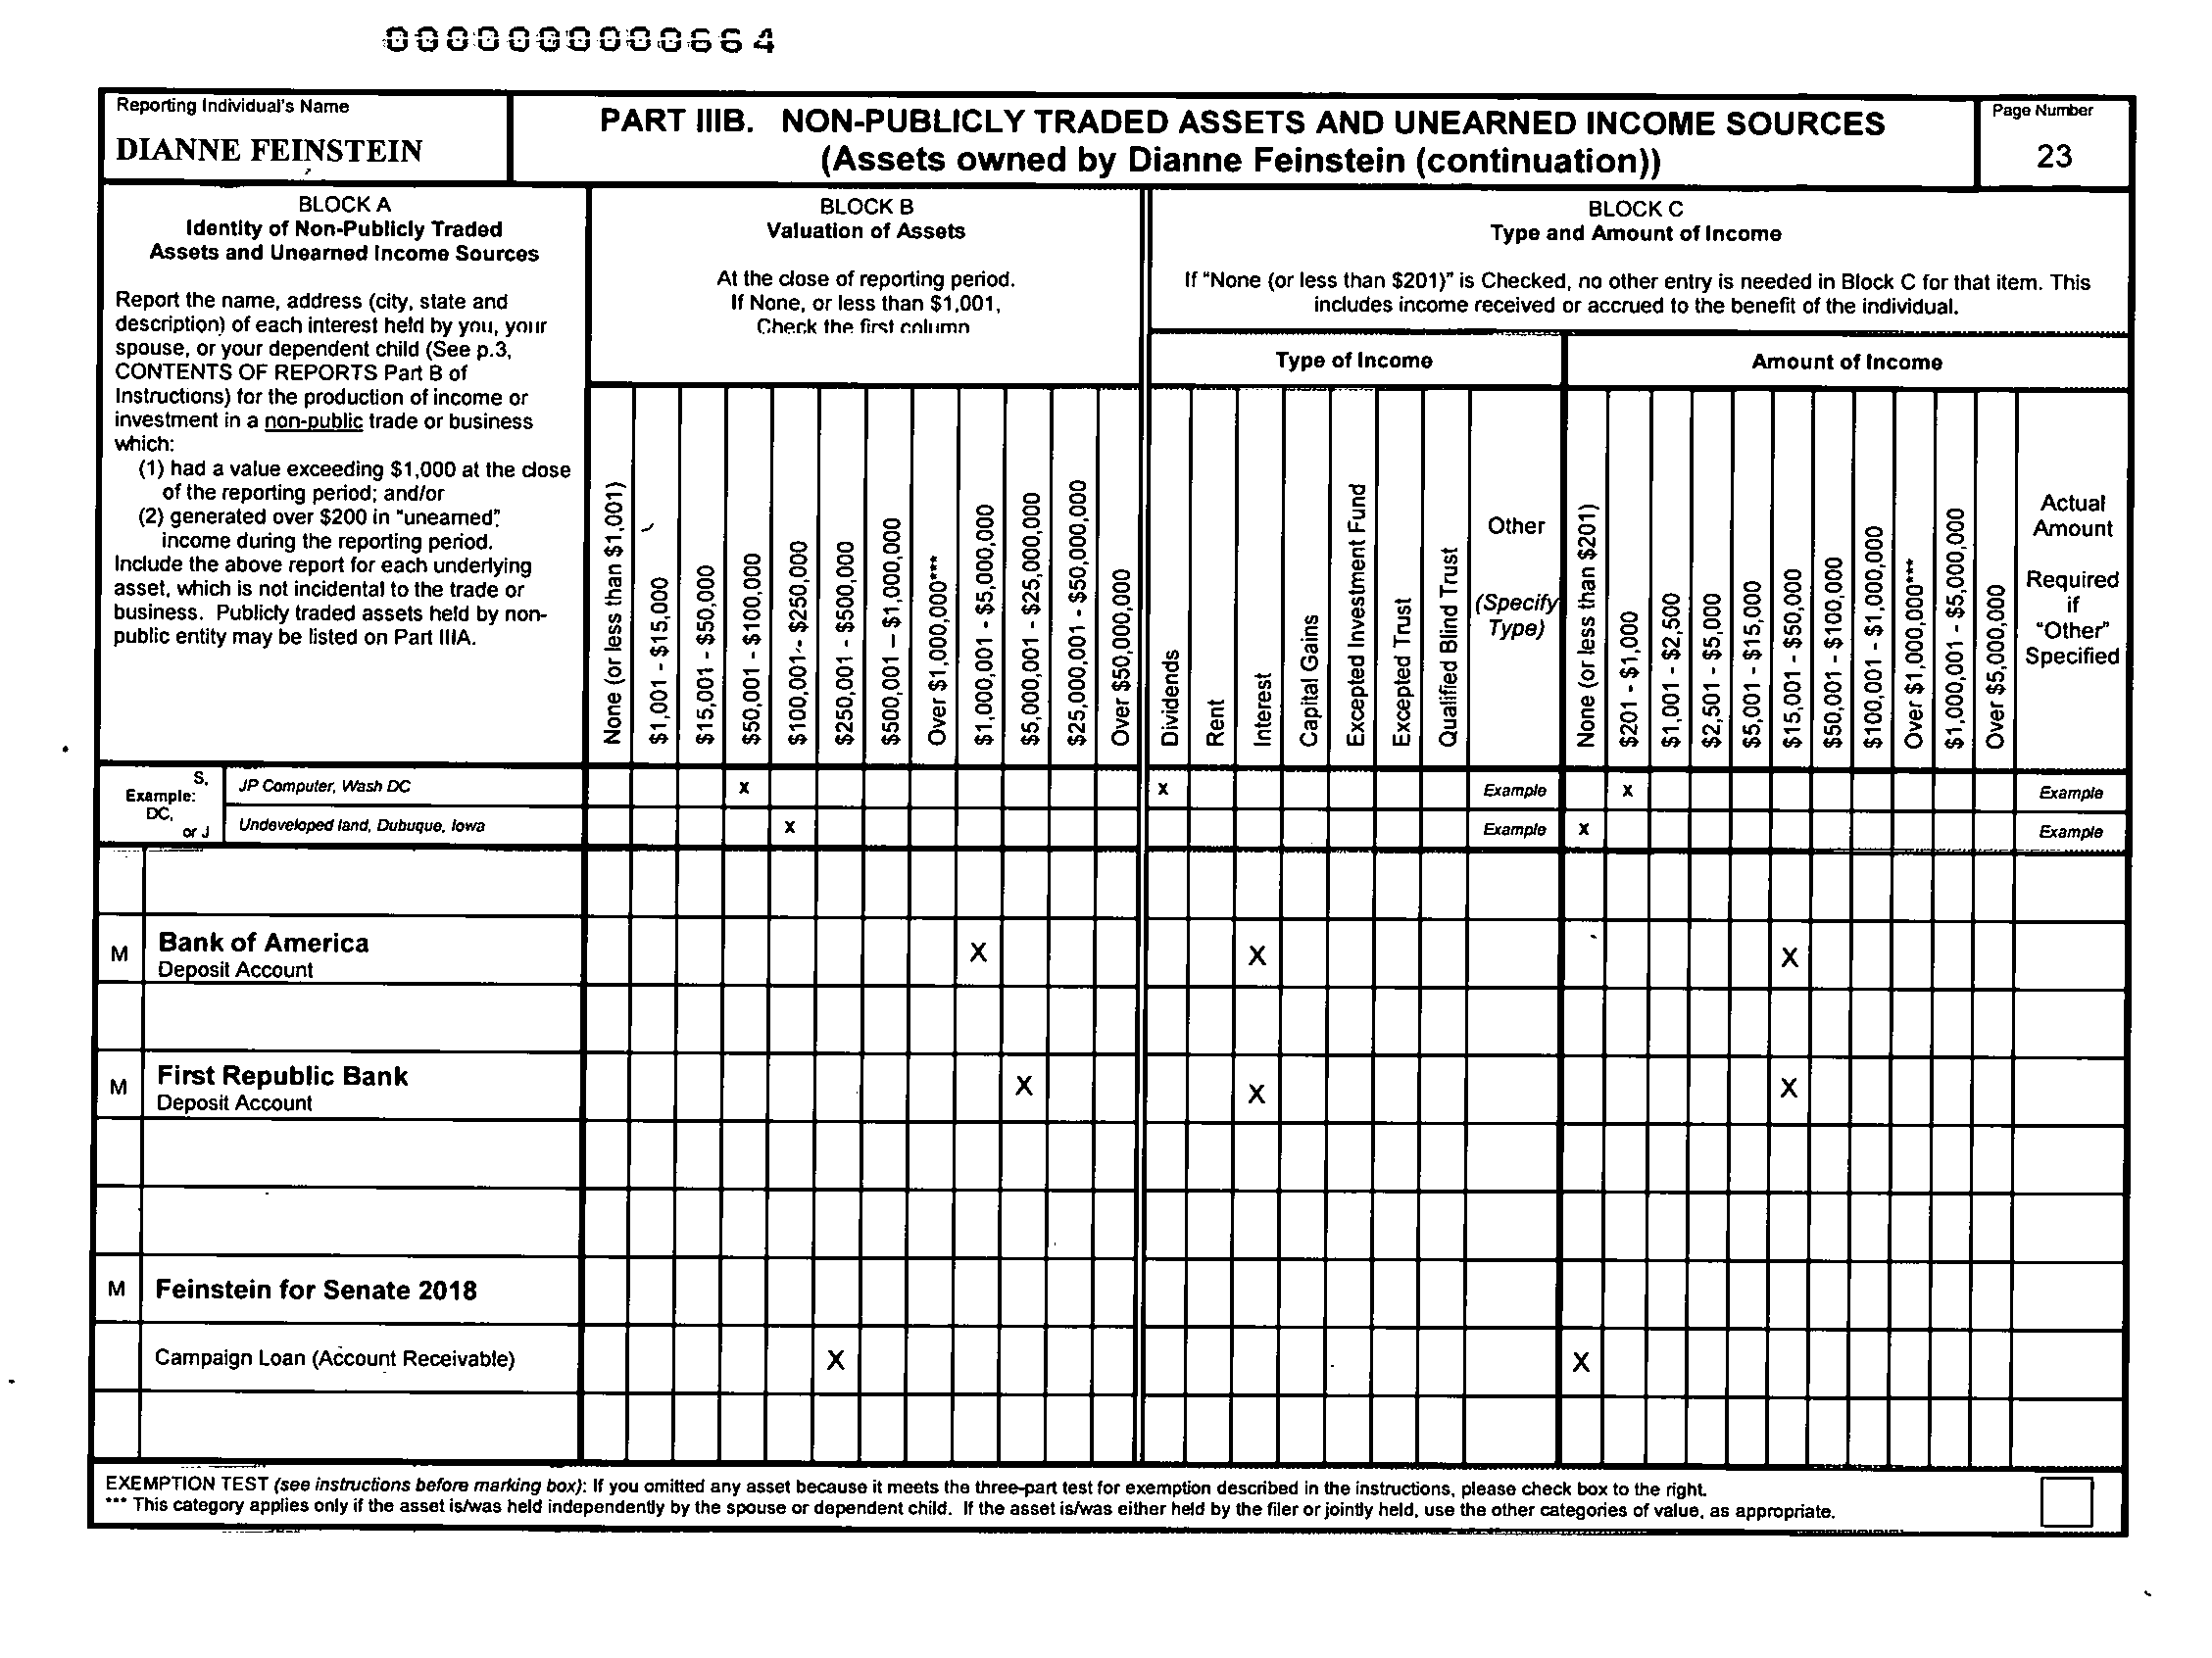 000000000664
Reporting Individual's Name
DIANNE FEINSTEIN
PART IIIB. NON-PUBLICLY TRADED ASSETS AND UNEARNED INCOME SOURCES
(Assets owned by Dianne Feinstein (continuation))
Page Number
23
BLOCK A
Identity of Non-Publicly Traded
Assets and Unearned Income Sources
Report the name, address (city, state and
description) of each interest held by you, your
spouse, or your dependent child (See p.3,
CONTENTS OF REPORTS Part B of
Instructions) for the production of income or
investment in a non-public trade or business
which:
(1) had a value exceeding $1,000 at the close
of the reporting period; and/or
(2) generated over $200 in "unearned"
income during the reporting period.
Include the above report for each underlying
asset, which is not incidental to the trade or
business. Publicly traded assets held by non-
public entity may be listed on Part IIIA.
BLOCK B
Valuation of Assets
At the close of reporting period.
If None, or less than $1,001,
Check the first column
BLOCK C
Type and Amount of Income
If "None (or less than $201)" is Checked, no other entry is needed in Block C for that item. This
includes income received or accrued to the benefit of the individual.
Type of Income
Amount of Income
None (or less than $1,001)
$1,001 - $15,000
$15,001 - $50,000
$50,001 - $100,000
$100,001 - $250,000
$250,001 - $500,000
$500,001 – $1,000,000
Over $1,000,000***
$1,000,001 - $5,000,000
$5,000,001 - $25,000,000
$25,000,001 - $50,000,000
Over $50,000,000
Dividends
Rent
Interest
Capital Gains
Excepted Investment Fund
Excepted Trust
Qualified Blind Trust
Other
(Specify
Type)
None (or less than $201)
$201 - $1,000
$1,001 - $2,500
$2,501 - $5,000
$5,001 - $15,000
$15,001 - $50,000
$50,001 - $100,000
$100,001 - $1,000,000
Over $1,000,000***
$1,000,001 - $5,000,000
Over $5,000,000
Actual
Amount
Required
if
"Other"
Specified
S,
Example:
DC,
or J
JP Computer, Wash DC X X Example X Example
Undeveloped land, Dubuque, Iowa X Example X Example
M Bank of America X X X
Deposit Account
M First Republic Bank X X X
Deposit Account
M Feinstein for Senate 2018
Campaign Loan (Account Receivable) X X
EXEMPTION TEST (see instructions before marking box): If you omitted any asset because it meets the three-part test for exemption described in the instructions, please check box to the right.
*** This category applies only if the asset is/was held independently by the spouse or dependent child. If the asset is/was either held by the filer or jointly held, use the other categories of value, as appropriate.